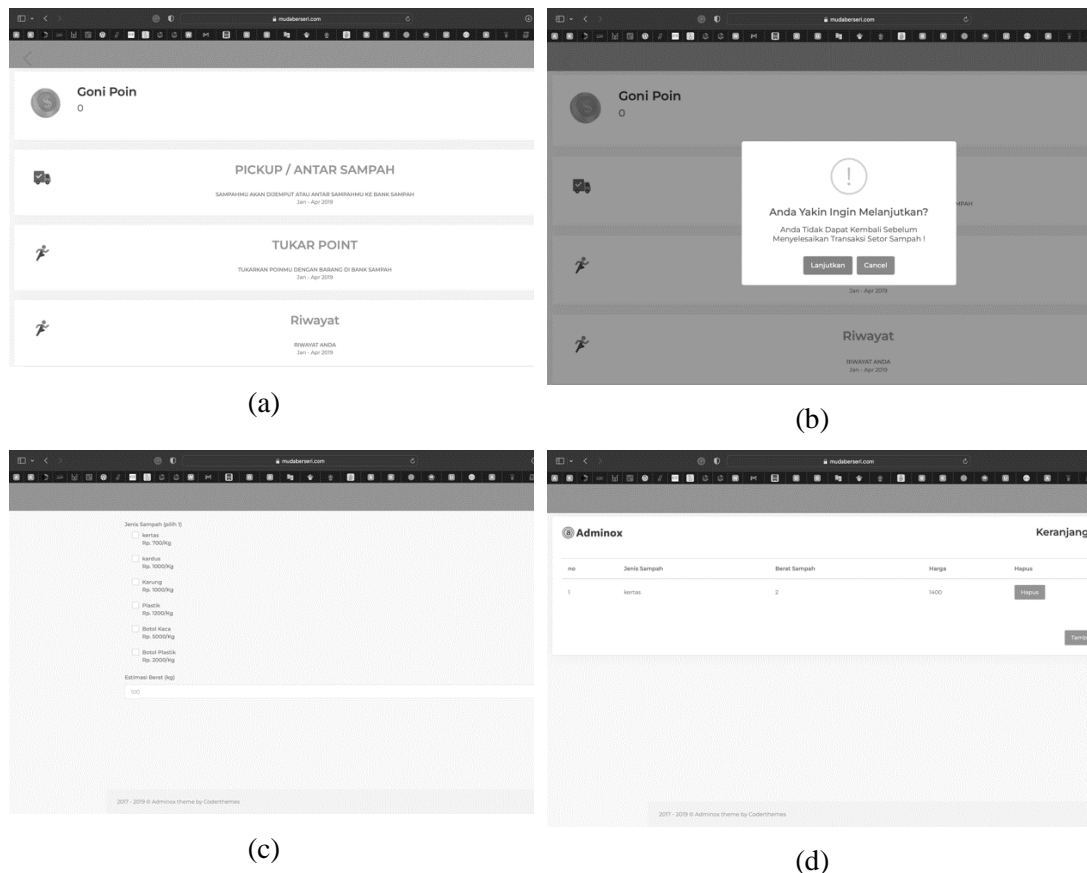 mudaberseri.com
Goni Poin
0
PICKUP / ANTAR SAMPAH
SAMPAHMU AKAN DIJEMPUT ATAU ANTAR SAMPAHMU KE BANK SAMPAH
Jan - Apr 2019
TUKAR POINT
TUKARKAN POINMU DENGAN BARANG DI BANK SAMPAH
Jan - Apr 2019
Riwayat
RIWAYAT ANDA
Jan - Apr 2019
(a)
mudaberseri.com
Goni Poin
0
MPAH
Anda Yakin Ingin Melanjutkan?
Anda Tidak Dapat Kembali Sebelum
Menyelesaikan Transaksi Setor Sampah !
Lanjutkan Cancel
Jan - Apr 2019
Riwayat
RIWAYAT ANDA
Jan - Apr 2019
(b)
mudaberseri.com
Jenis Sampah (pilih 1)
kertas
Rp. 700/Kg
kardus
Rp. 1000/Kg
Karung
Rp. 1000/Kg
Plastik
Rp. 1200/Kg
Botol Kaca
Rp. 5000/Kg
Botol Plastik
Rp. 2000/Kg
Estimasi Berat (kg)
100
2017 - 2019 © Adminox theme by Coderthemes
(c)
mudaberseri.com
Adminox Keranjang
no Jenis Sampah Berat Sampah Harga Hapus
1 kertas 2 1400 Hapus
Tamb
2017 - 2019 © Adminox theme by Coderthemes
(d)